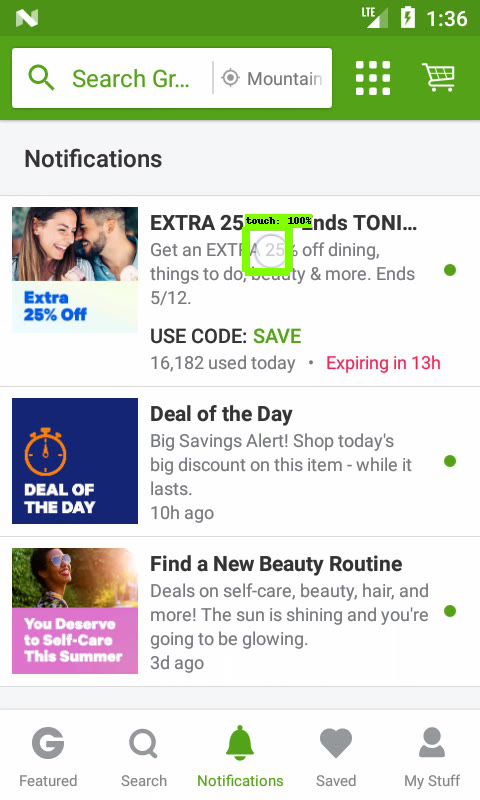 LTE
1:36
Search Gr...
Mountain
Notifications
touch: 100%
EXTRA 25 nds TONI...
Get an EXTRA 25% off dining,
things to do, beauty & more. Ends
5/12.
Extra
25% Off
USE CODE: SAVE
16,182 used today • Expiring in 13h
Deal of the Day
Big Savings Alert! Shop today's
big discount on this item - while it
lasts.
10h ago
DEAL OF
THE DAY
Find a New Beauty Routine
Deals on self-care, beauty, hair, and
more! The sun is shining and you're
going to be glowing.
3d ago
You Deserve
to Self-Care
This Summer
Featured
Search
Notifications
Saved
My Stuff